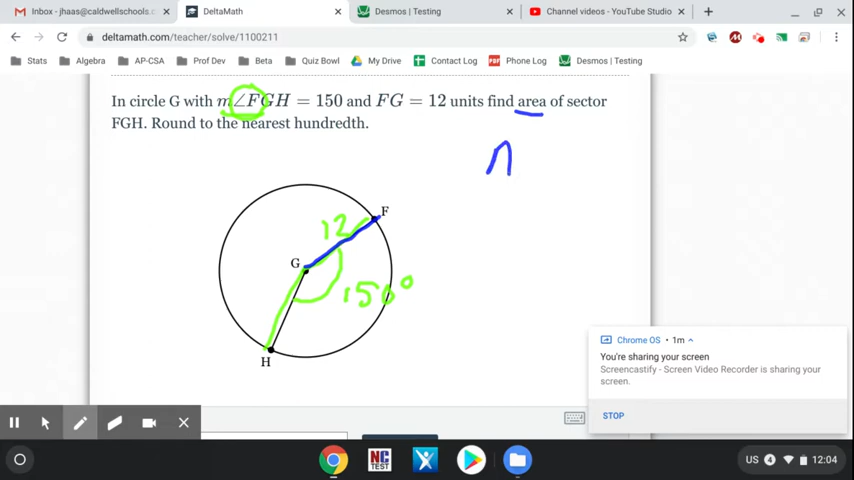 Inbox - jhaas@caldwellschools.c
DeltaMath
Desmos | Testing
Channel videos - YouTube Studio
deltamath.com/teacher/solve/1100211
Stats
Algebra
AP-CSA
Prof Dev
Beta
Quiz Bowl
My Drive
Contact Log
Phone Log
Desmos | Testing
In circle G with m∠FGH = 150 and FG = 12 units find area of sector
FGH. Round to the nearest hundredth.
F
12
G
150°
H
Chrome OS • 1m
You're sharing your screen
Screencastify - Screen Video Recorder is sharing your
screen.
STOP
NC
TEST
US 4 12:04